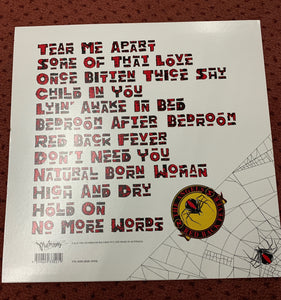 Tear Me Apart
Sore of That Love
Once Bitten Twice Shy
Child In You
Lyin' Awake In Bed
Bedroom After Bedroom
Red Back Fever
Don't Need You
Natural Born Woman
High and Dry
Hold On
No More Words